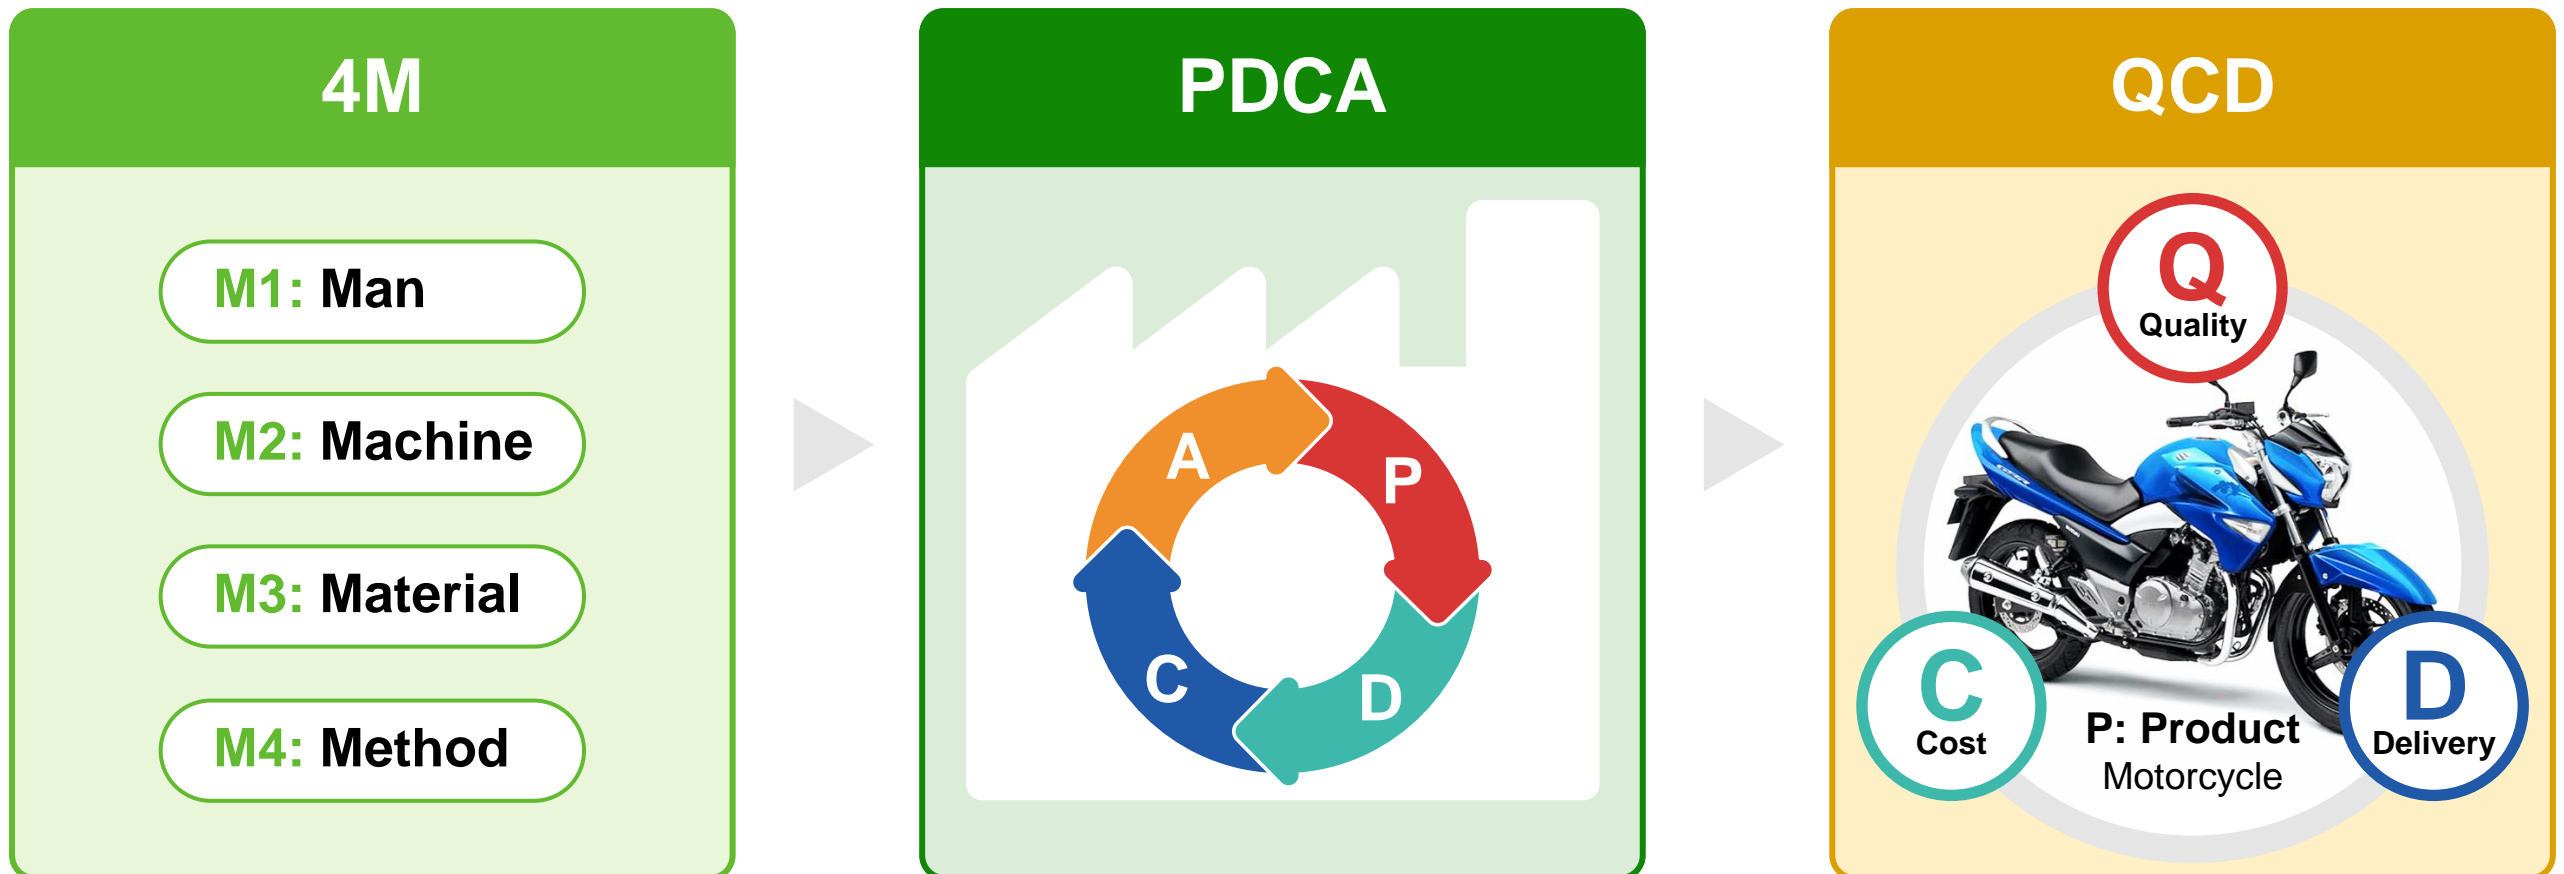 4M
M1: Man
M2: Machine
M3: Material
M4: Method
PDCA
A
P
C
D
QCD
Q
Quality
C
Cost
D
Delivery
P: Product
Motorcycle